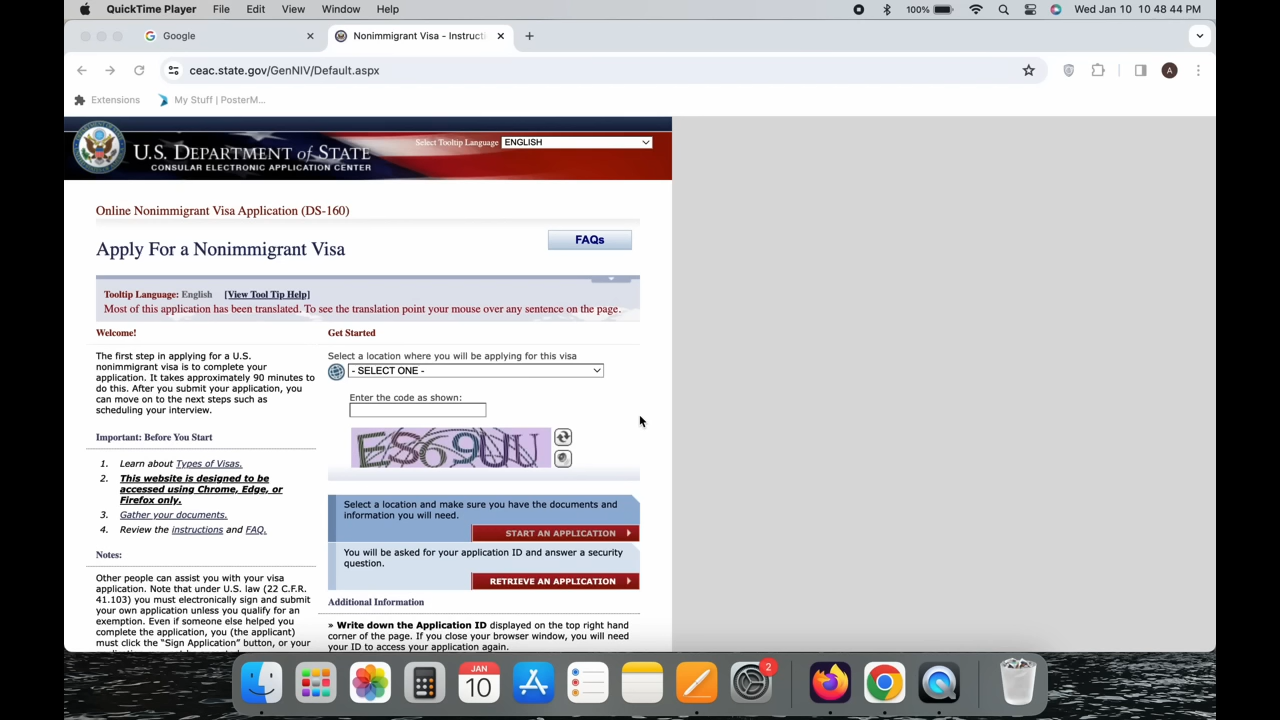 QuickTime Player File Edit View Window Help 100% Wed Jan 10 10 48 44 PM
Google Nonimmigrant Visa - Instructi
ceac.state.gov/GenNIV/Default.aspx A
Extensions My Stuff | PosterM...
Select Tooltip Language ENGLISH
U.S. DEPARTMENT of STATE
CONSULAR ELECTRONIC APPLICATION CENTER
Online Nonimmigrant Visa Application (DS-160)
Apply For a Nonimmigrant Visa
FAQs
Tooltip Language: English [View Tool Tip Help]
Most of this application has been translated. To see the translation point your mouse over any sentence on the page.
Welcome!
The first step in applying for a U.S.
nonimmigrant visa is to complete your
application. It takes approximately 90 minutes to
do this. After you submit your application, you
can move on to the next steps such as
scheduling your interview.
Important: Before You Start
1. Learn about Types of Visas.
2. This website is designed to be
accessed using Chrome, Edge, or
Firefox only.
3. Gather your documents.
4. Review the instructions and FAQ.
Notes:
Other people can assist you with your visa
application. Note that under U.S. law (22 C.F.R.
41.103) you must electronically sign and submit
your own application unless you qualify for an
exemption. Even if someone else helped you
complete the application, you (the applicant)
must click the "Sign Application" button, or your
Get Started
Select a location where you will be applying for this visa
- SELECT ONE -
Enter the code as shown:
Select a location and make sure you have the documents and
information you will need.
START AN APPLICATION
You will be asked for your application ID and answer a security
question.
RETRIEVE AN APPLICATION
Additional Information
» Write down the Application ID displayed on the top right hand
corner of the page. If you close your browser window, you will need
your ID to access your application again.
JAN
10
2